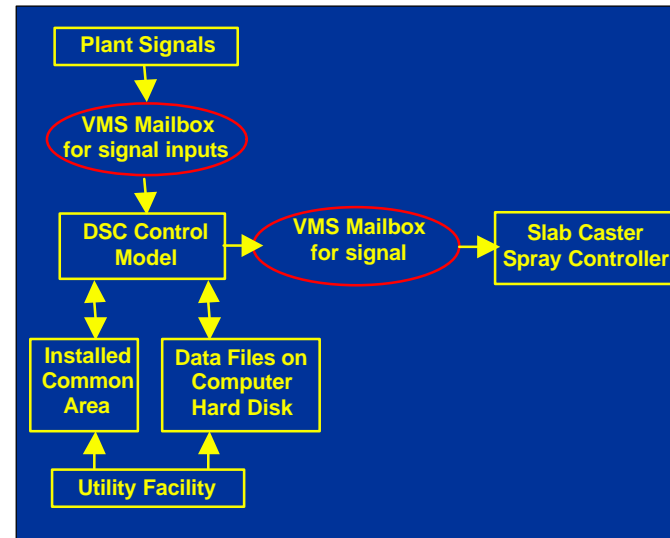 Plant Signals
VMS Mailbox
for signal inputs
DSC Control
Model
VMS Mailbox
for signal
Slab Caster
Spray Controller
Installed
Common
Area
Data Files on
Computer
Hard Disk
Utility Facility